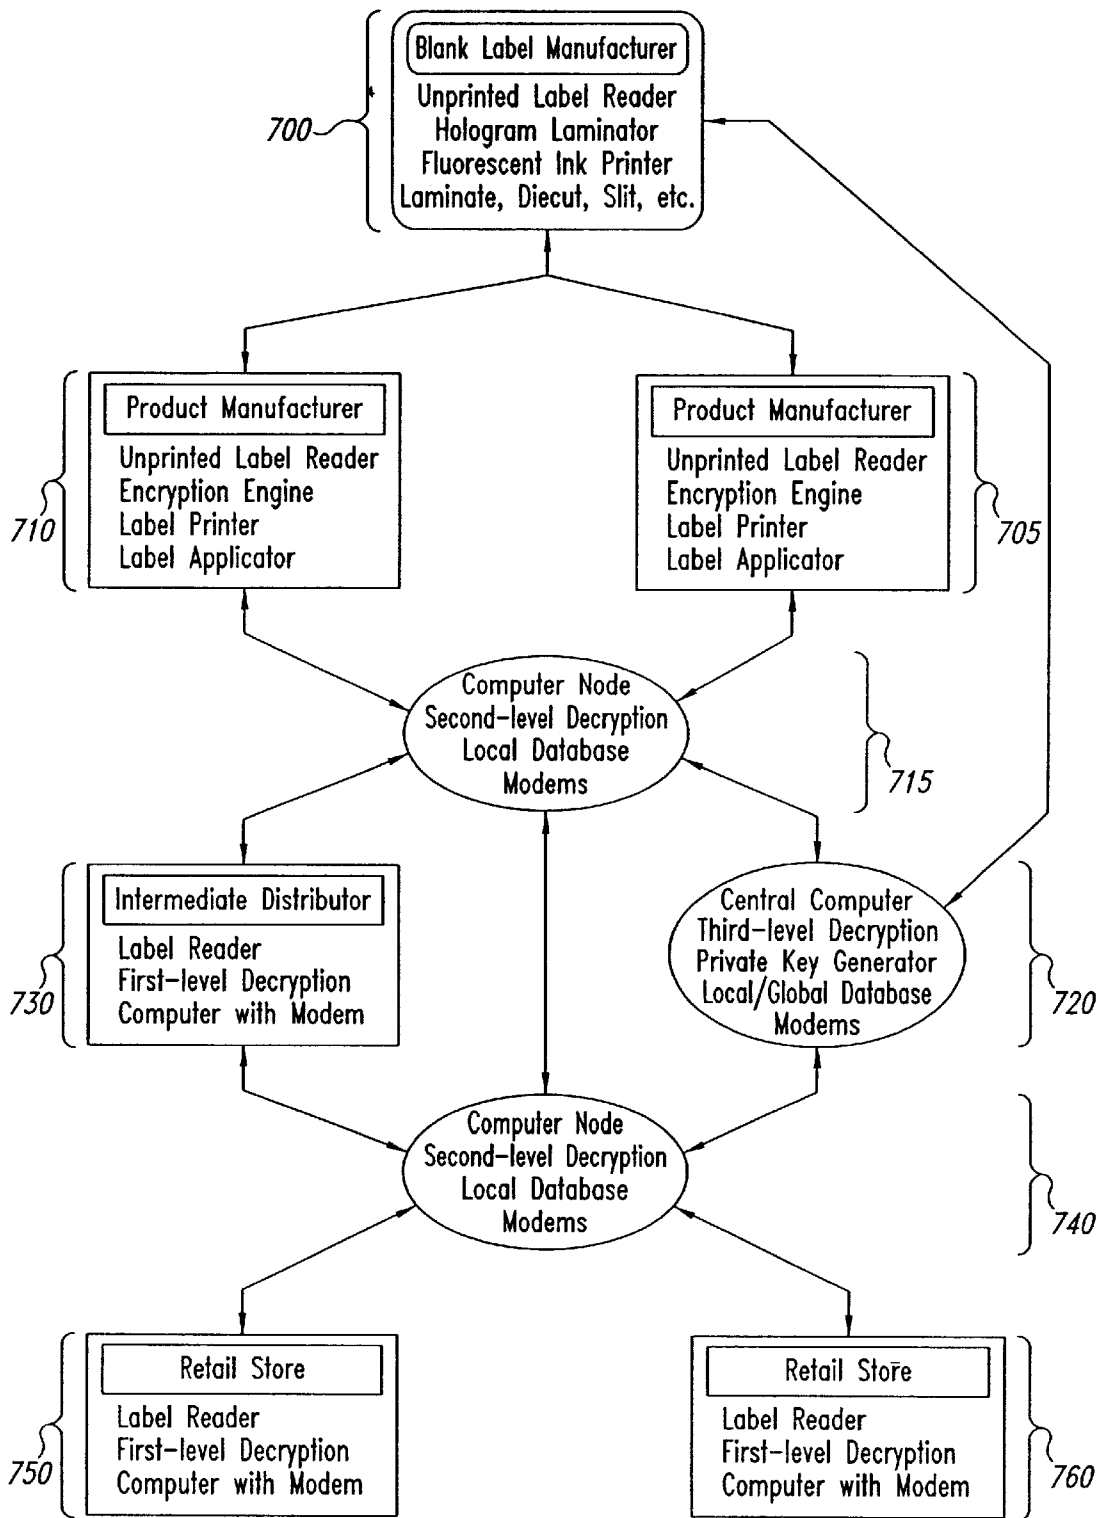 Blank Label Manufacturer
Unprinted Label Reader
Hologram Laminator
Fluorescent Ink Printer
Laminate, Diecut, Slit, etc.
700
Product Manufacturer
Unprinted Label Reader
Encryption Engine
Label Printer
Label Applicator
710
Product Manufacturer
Unprinted Label Reader
Encryption Engine
Label Printer
Label Applicator
705
Computer Node
Second-level Decryption
Local Database
Modems
715
Intermediate Distributor
Label Reader
First-level Decryption
Computer with Modem
730
Central Computer
Third-level Decryption
Private Key Generator
Local/Global Database
Modems
720
Computer Node
Second-level Decryption
Local Database
Modems
740
Retail Store
Label Reader
First-level Decryption
Computer with Modem
750
Retail Store
Label Reader
First-level Decryption
Computer with Modem
760